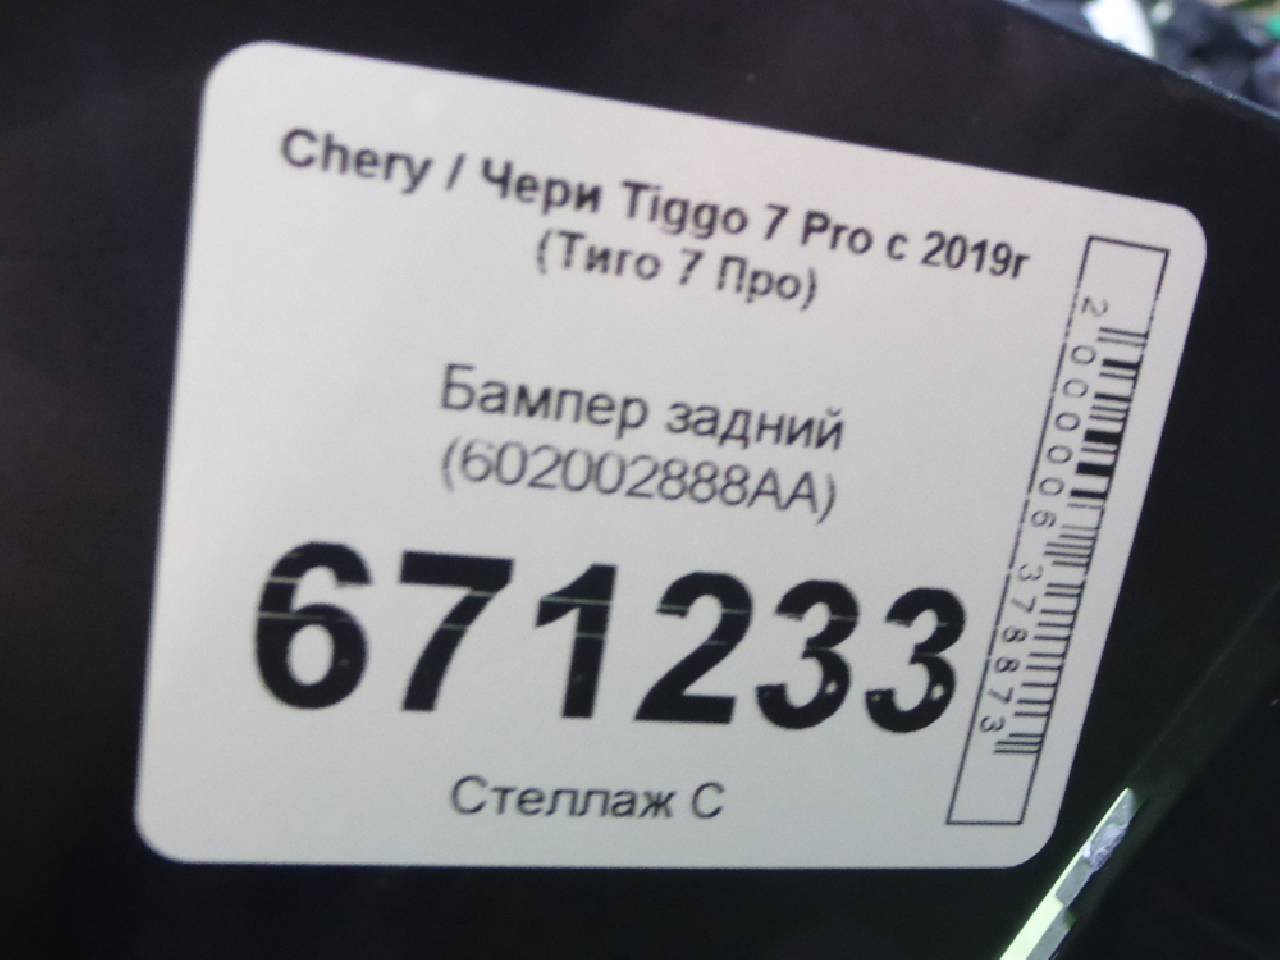 Chery / Чери Tiggo 7 Pro с 2019г
(Тиго 7 Про)
Бампер задний
(602002888AA)
671233
Стеллаж С
2000006378873